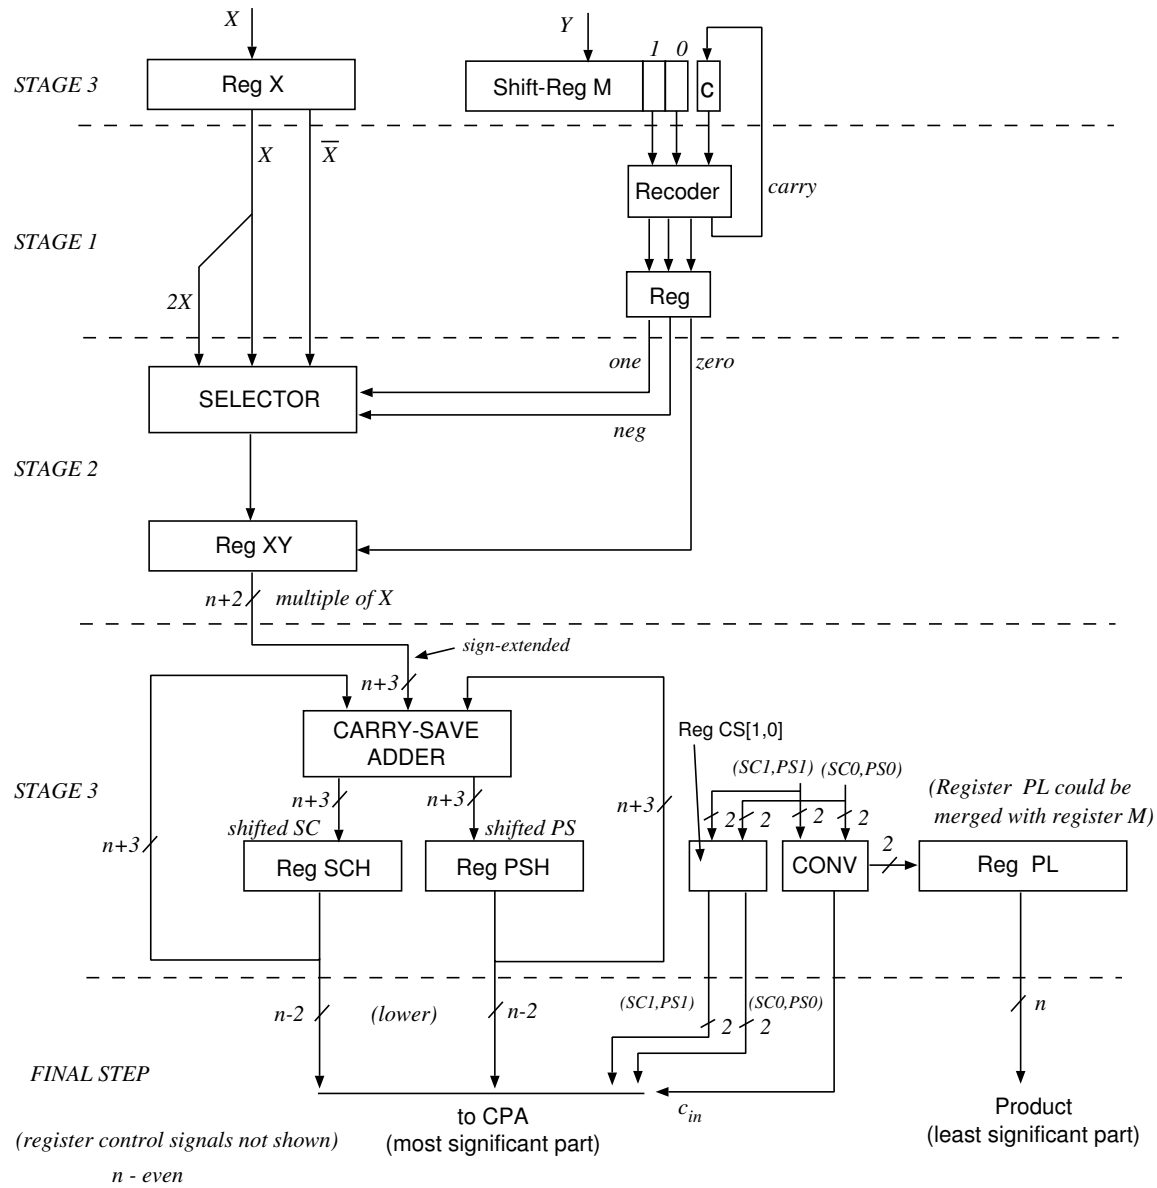 X
Y
1 0
STAGE 3
Reg X
Shift-Reg M
c
X
X
Recoder
carry
STAGE 1
2X
Reg
one
zero
SELECTOR
neg
STAGE 2
Reg XY
n+2
multiple of X
sign-extended
n+3
CARRY-SAVE
ADDER
Reg CS[1,0]
(SC1,PS1)
(SC0,PS0)
STAGE 3
n+3
n+3
n+3
(Register PL could be
merged with register M)
2
2
2
2
n+3
shifted SC
shifted PS
2
Reg SCH
Reg PSH
CONV
Reg PL
(SC1,PS1)
(SC0,PS0)
n-2
(lower)
n-2
2
2
n
FINAL STEP
c_in
to CPA
(most significant part)
Product
(least significant part)
(register control signals not shown)
n - even